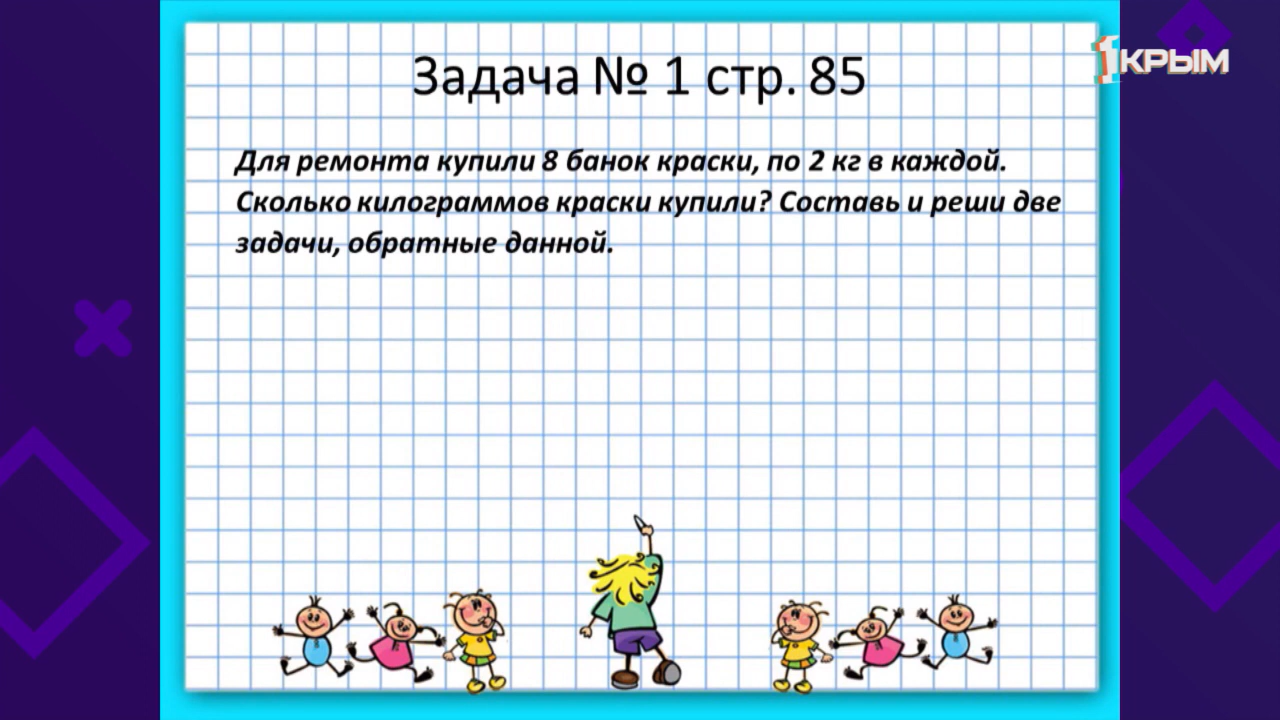 Задача № 1 стр. 85
1КРЫМ
Для ремонта купили 8 банок краски, по 2 кг в каждой.
Сколько килограммов краски купили? Составь и реши две
задачи, обратные данной.